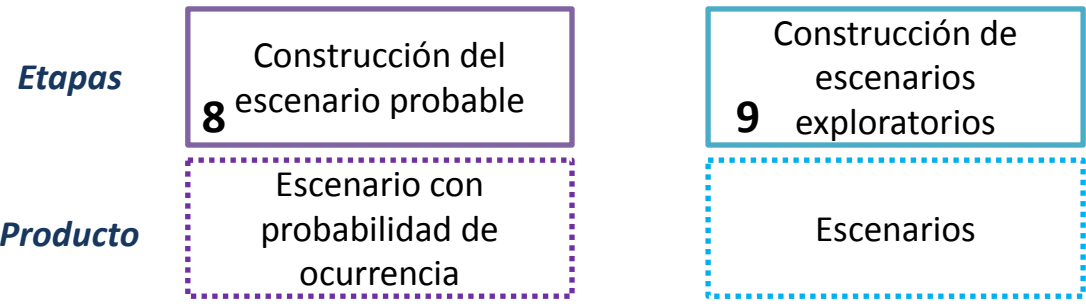 Etapas
Construcción del
escenario probable
8
Construcción de
escenarios
exploratorios
9
Producto
Escenario con
probabilidad de
ocurrencia
Escenarios